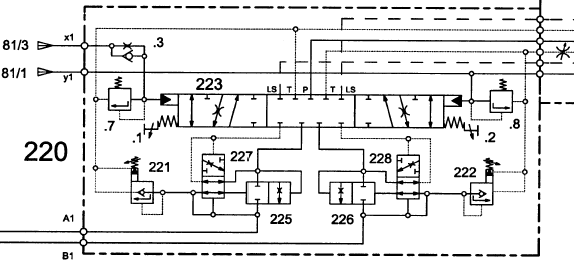 81/3 x1 .3
81/1 y1 223 LS T P T LS
.7 .1 .2 .8
220 221 227 228 222
225 226
A1
B1